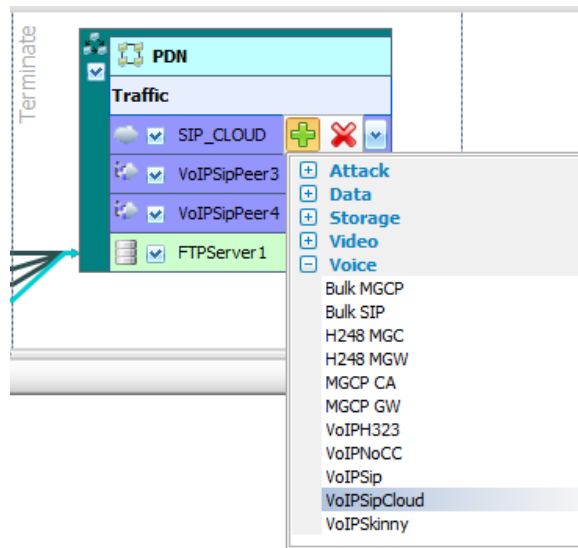 Terminate
PDN
Traffic
SIP_CLOUD
VoIPSipPeer3
VoIPSipPeer4
FTPServer1
Attack
Data
Storage
Video
Voice
Bulk MGCP
Bulk SIP
H248 MGC
H248 MGW
MGCP CA
MGCP GW
VoIPH323
VoIPNoCC
VoIPSip
VoIPSipCloud
VoIPSkinny